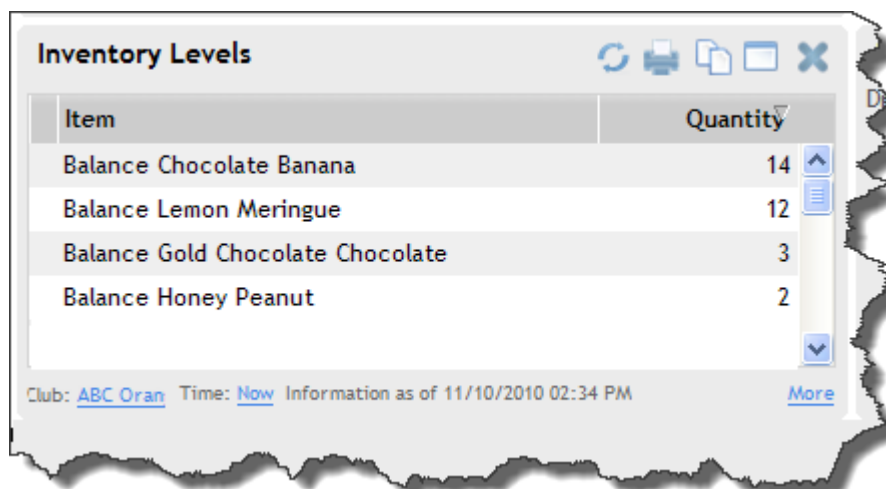 Inventory Levels
Item Quantity
Balance Chocolate Banana 14
Balance Lemon Meringue 12
Balance Gold Chocolate Chocolate 3
Balance Honey Peanut 2
Club: ABC Oran Time: Now Information as of 11/10/2010 02:34 PM More